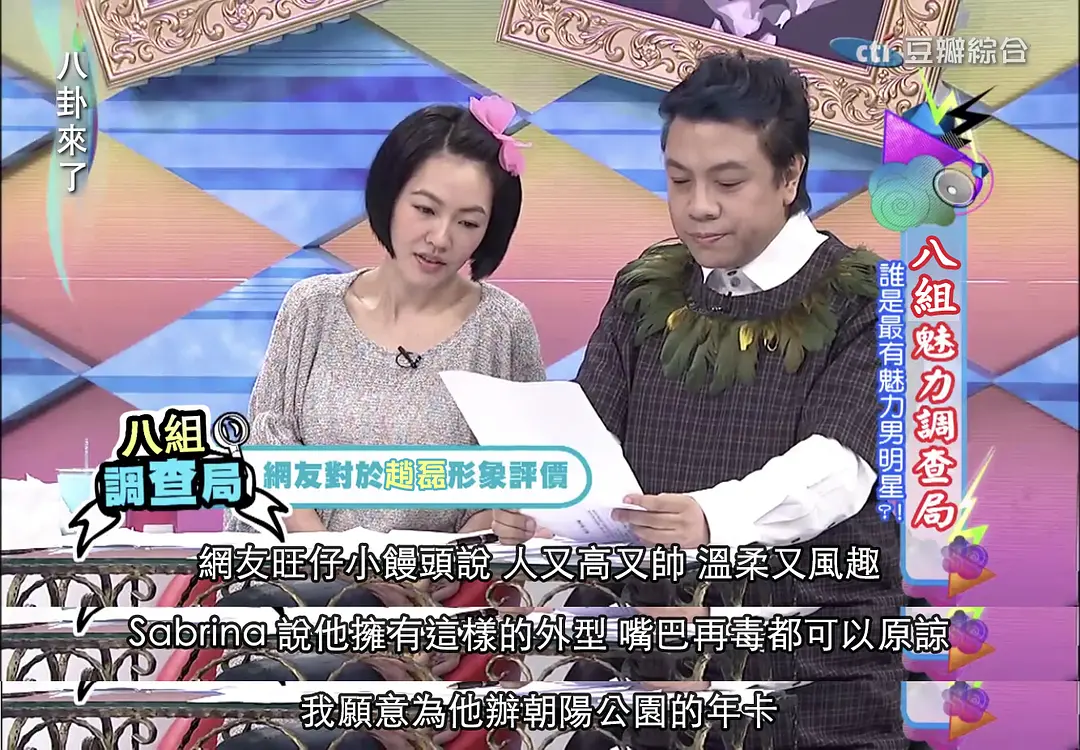 八卦來了
cti 豆瓣綜合
八組魅力調查局
誰是最有魅力男明星?!
八組
調查局
網友對於趙磊形象評價
網友旺仔小饅頭說 人又高又帥 溫柔又風趣
Sabrina 說他擁有這樣的外型 嘴巴再毒都可以原諒
我願意為他辦朝陽公園的年卡